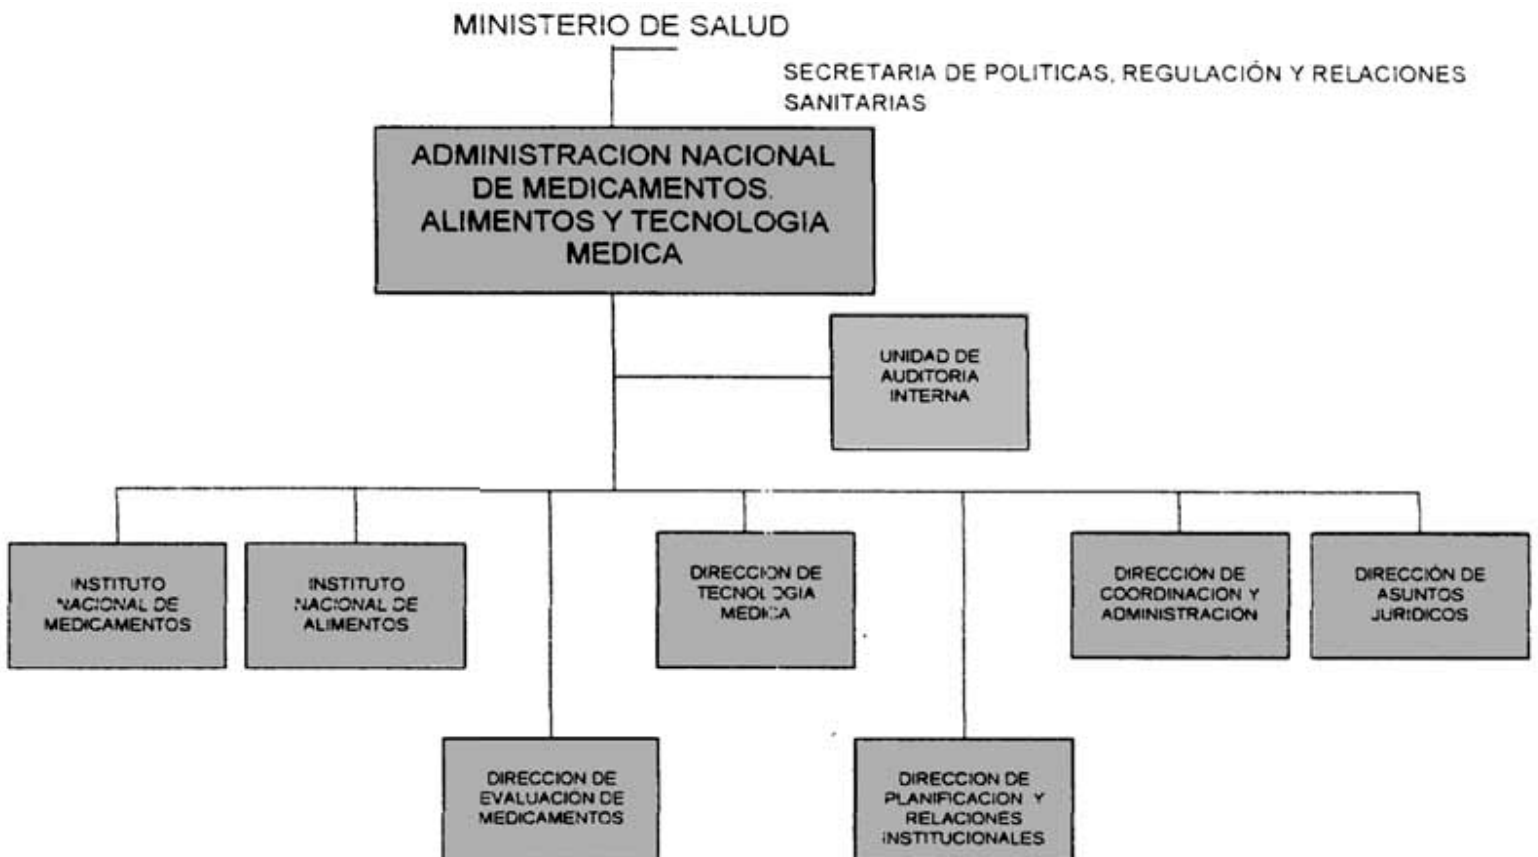 MINISTERIO DE SALUD
SECRETARIA DE POLITICAS, REGULACIÓN Y RELACIONES
SANITARIAS
ADMINISTRACION NACIONAL
DE MEDICAMENTOS.
ALIMENTOS Y TECNOLOGIA
MEDICA
UNIDAD DE
AUDITORIA
INTERNA
INSTITUTO
NACIONAL DE
MEDICAMENTOS
INSTITUTO
NACIONAL DE
ALIMENTOS
DIRECCION DE
TECNOLOGIA
MEDICA
DIRECCION DE
COORDINACION Y
ADMINISTRACIÓN
DIRECCIÓN DE
ASUNTOS
JURIDICOS
DIRECCION DE
EVALUACIÓN DE
MEDICAMENTOS
DIRECCION DE
PLANIFICACION Y
RELACIONES
INSTITUCIONALES